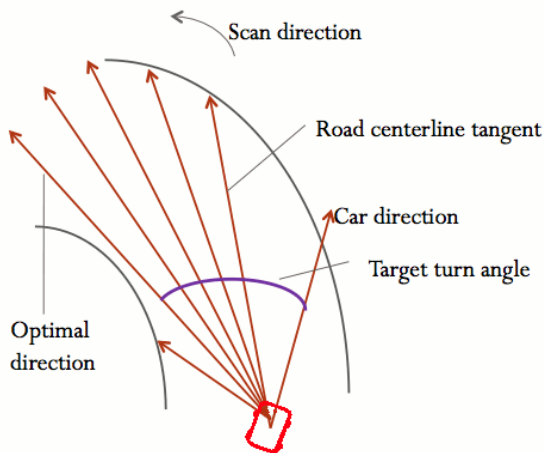 Scan direction
Road centerline tangent
Car direction
Target turn angle
Optimal
direction